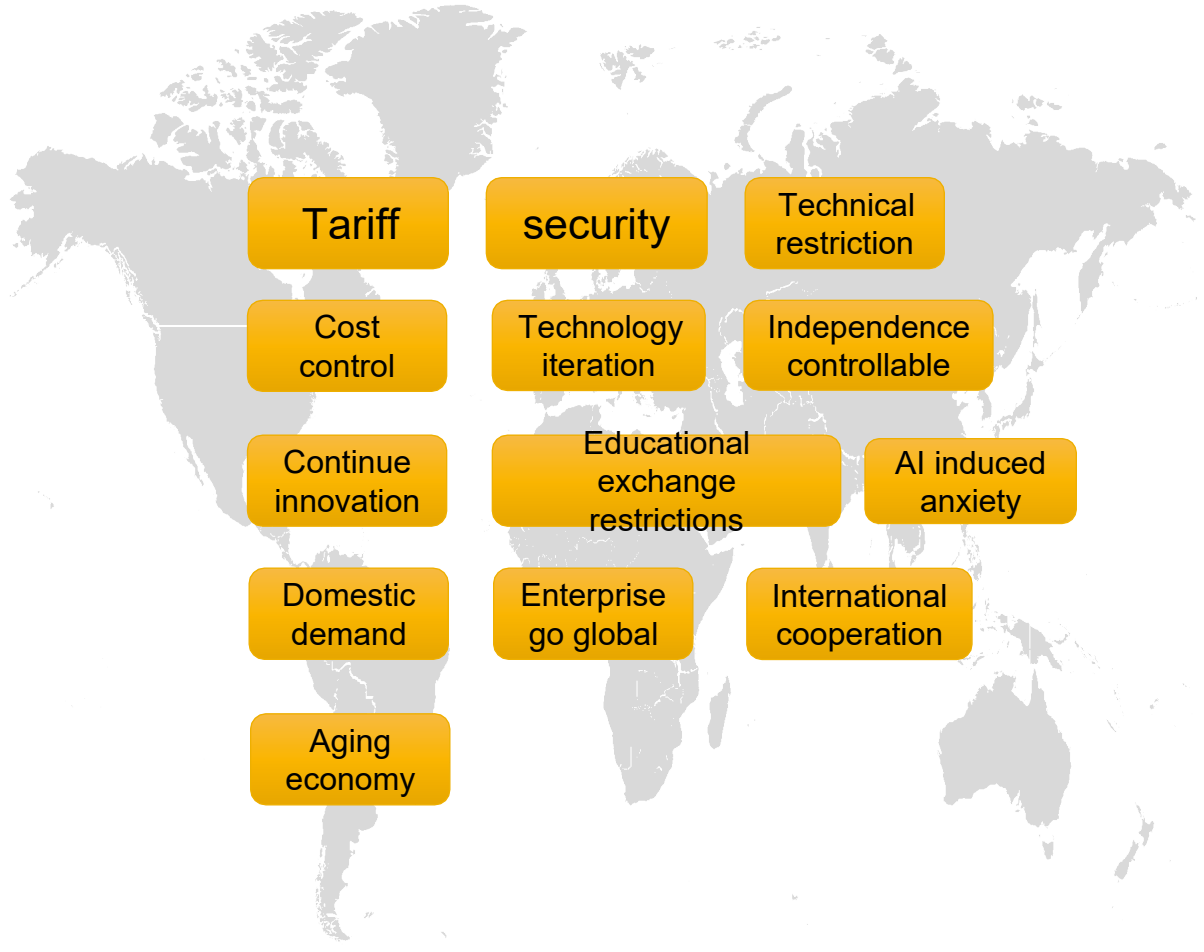 Tariff
security
Technical
restriction
Cost
control
Technology
iteration
Independence
controllable
Continue
innovation
Educational
exchange
restrictions
AI induced
anxiety
Domestic
demand
Enterprise
go global
International
cooperation
Aging
economy